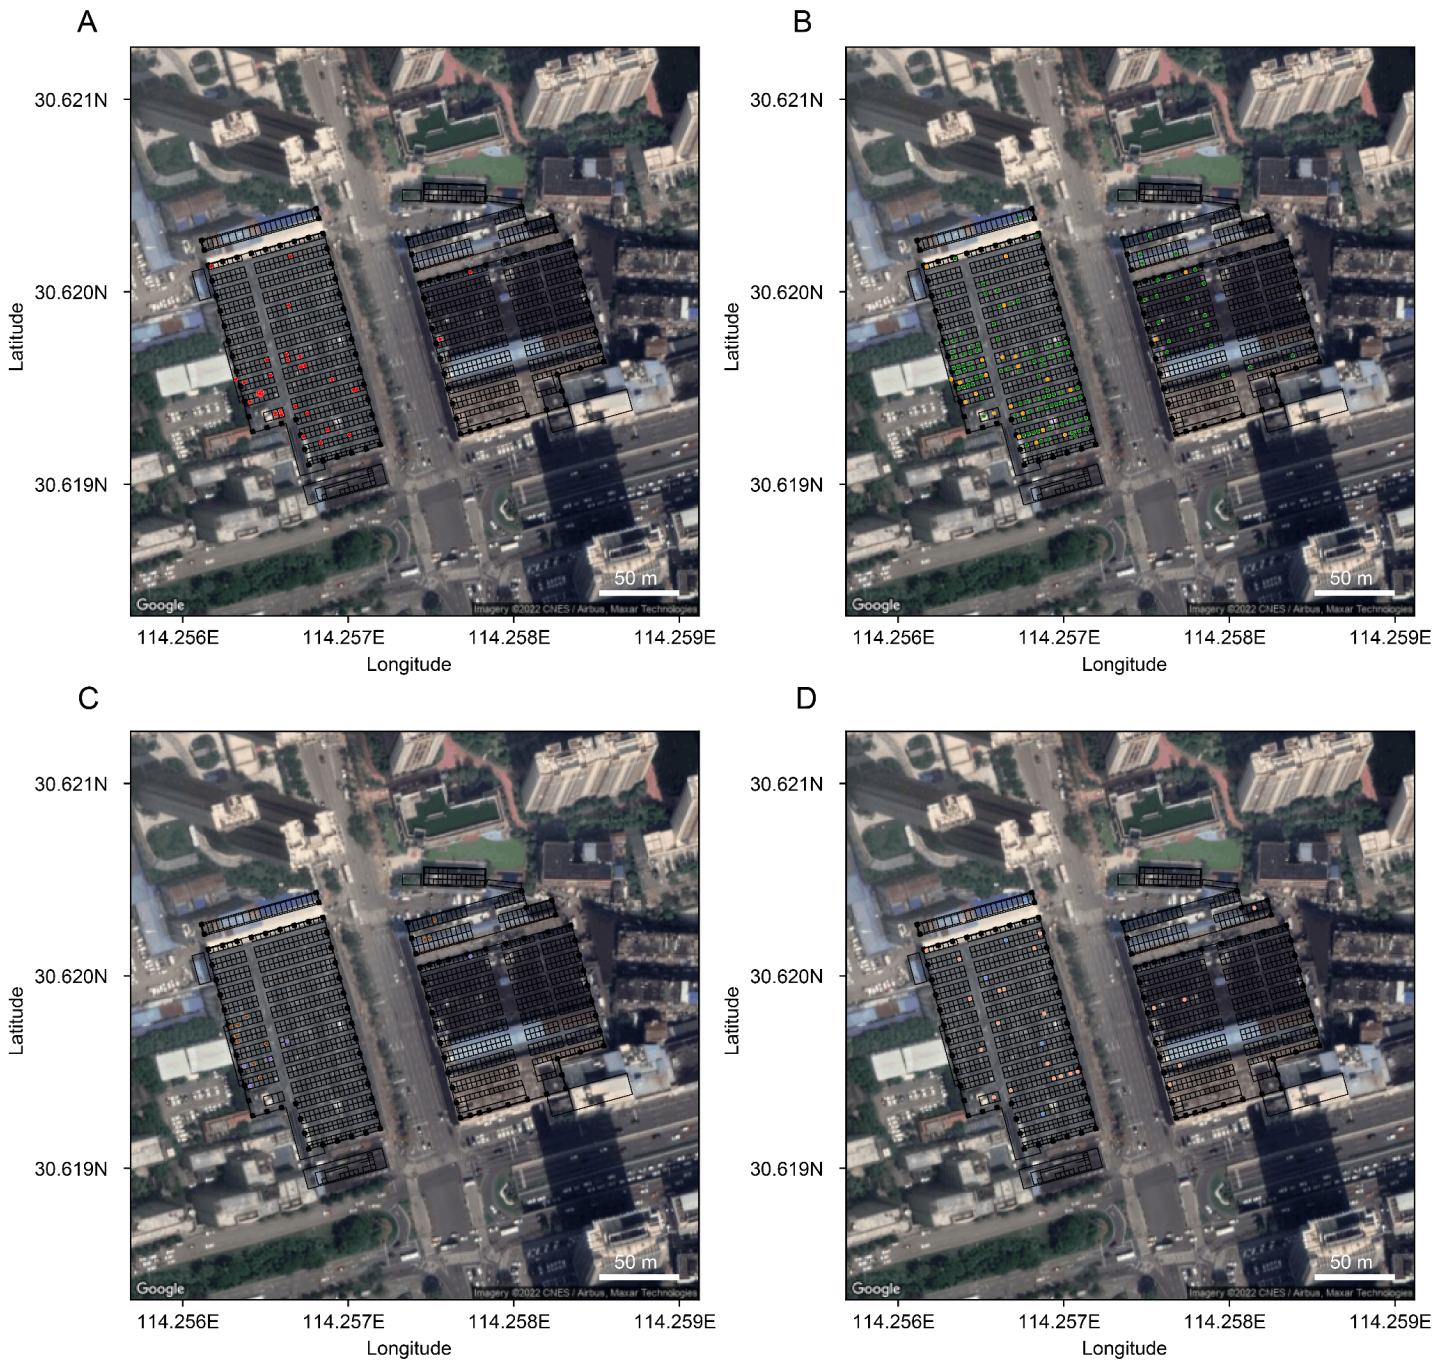 A
B
30.621N
30.620N
30.619N
Latitude
50 m
Google
Imagery ©2022 CNES / Airbus, Maxar Technologies
114.256E 114.257E 114.258E 114.259E
Longitude
30.621N
30.620N
30.619N
Latitude
50 m
Google
Imagery ©2022 CNES / Airbus, Maxar Technologies
114.256E 114.257E 114.258E 114.259E
Longitude
C
D
30.621N
30.620N
30.619N
Latitude
50 m
Google
Imagery ©2022 CNES / Airbus, Maxar Technologies
114.256E 114.257E 114.258E 114.259E
Longitude
30.621N
30.620N
30.619N
Latitude
50 m
Google
Imagery ©2022 CNES / Airbus, Maxar Technologies
114.256E 114.257E 114.258E 114.259E
Longitude